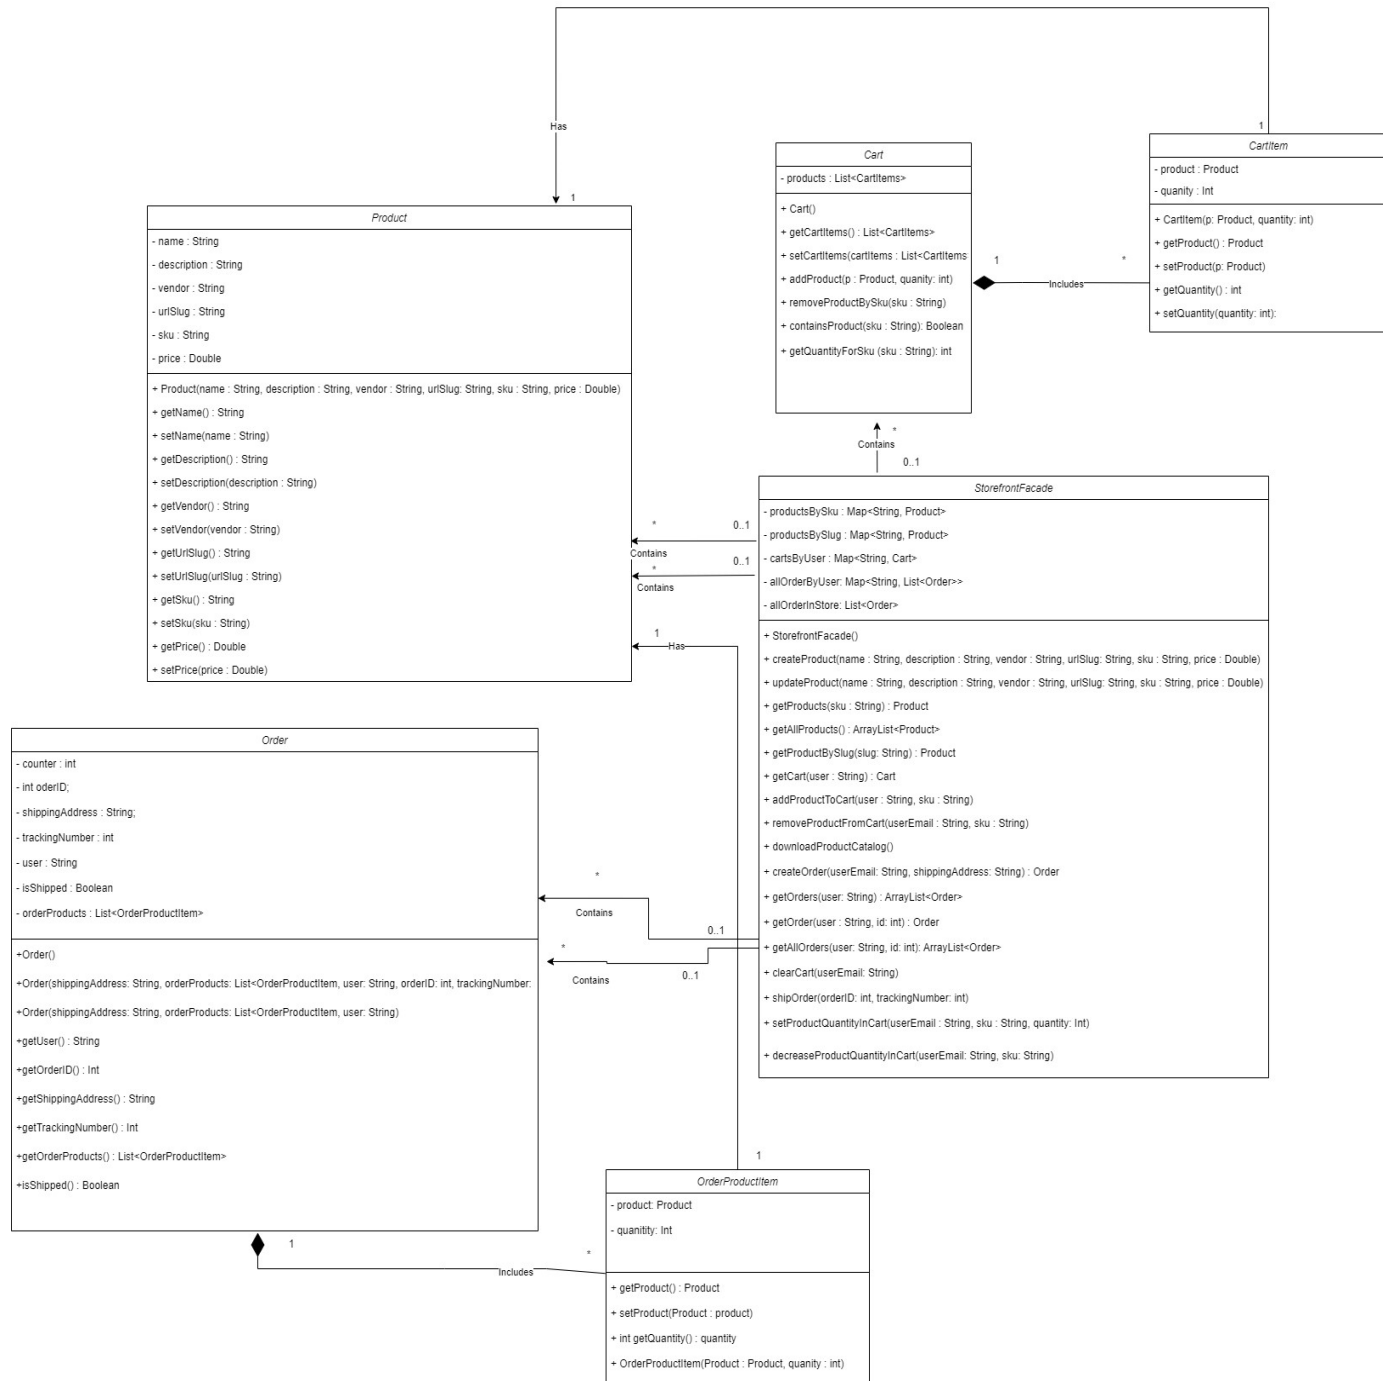 Has
1
1
CartItem
- product : Product
- quanity : Int
+ CartItem(p: Product, quantity: int)
+ getProduct() : Product
+ setProduct(p: Product)
+ getQuantity() : int
+ setQuantity(quantity: int):
Cart
- products : List<CartItems>
+ Cart()
+ getCartItems() : List<CartItems>
+ setCartItems(cartItems : List<CartItems
+ addProduct(p : Product, quanity: int)
+ removeProductBySku(sku : String)
+ containsProduct(sku : String): Boolean
+ getQuantityForSku (sku : String): int
1
*
Includes
*
Contains
0..1
Product
- name : String
- description : String
- vendor : String
- urlSlug : String
- sku : String
- price : Double
+ Product(name : String, description : String, vendor : String, urlSlug: String, sku : String, price : Double)
+ getName() : String
+ setName(name : String)
+ getDescription() : String
+ setDescription(description : String)
+ getVendor() : String
+ setVendor(vendor : String)
+ getUrlSlug() : String
+ setUrlSlug(urlSlug : String)
+ getSku() : String
+ setSku(sku : String)
+ getPrice() : Double
+ setPrice(price : Double)
*
0..1
Contains
*
0..1
Contains
1
Has
StorefrontFacade
- productsBySku : Map<String, Product>
- productsBySlug : Map<String, Product>
- cartsByUser : Map<String, Cart>
- allOrderByUser: Map<String, List<Order>>
- allOrderInStore: List<Order>
+ StorefrontFacade()
+ createProduct(name : String, description : String, vendor : String, urlSlug: String, sku : String, price : Double)
+ updateProduct(name : String, description : String, vendor : String, urlSlug: String, sku : String, price : Double)
+ getProducts(sku : String) : Product
+ getAllProducts() : ArrayList<Product>
+ getProductBySlug(slug: String) : Product
+ getCart(user : String) : Cart
+ addProductToCart(user : String, sku : String)
+ removeProductFromCart(userEmail : String, sku : String)
+ downloadProductCatalog()
+ createOrder(userEmail: String, shippingAddress: String) : Order
+ getOrders(user: String) : ArrayList<Order>
+ getOrder(user : String, id: int) : Order
+ getAllOrders(user: String, id: int): ArrayList<Order>
+ clearCart(userEmail: String)
+ shipOrder(orderID: int, trackingNumber: int)
+ setProductQuantityInCart(userEmail : String, sku : String, quantity: Int)
+ decreaseProductQuantityInCart(userEmail: String, sku: String)
Order
- counter : int
- int oderID;
- shippingAddress : String;
- trackingNumber : int
- user : String
- isShipped : Boolean
- orderProducts : List<OrderProductItem>
+Order()
+Order(shippingAddress: String, orderProducts: List<OrderProductItem, user: String, orderID: int, trackingNumber:
+Order(shippingAddress: String, orderProducts: List<OrderProductItem, user: String)
+getUser() : String
+getOrderID() : Int
+getShippingAddress() : String
+getTrackingNumber() : Int
+getOrderProducts() : List<OrderProductItem>
+isShipped() : Boolean
*
Contains
0..1
*
Contains
0..1
1
*
Includes
1
OrderProductItem
- product: Product
- quanitity: Int
+ getProduct() : Product
+ setProduct(Product : product)
+ int getQuantity() : quantity
+ OrderProductItem(Product : Product, quanity : int)